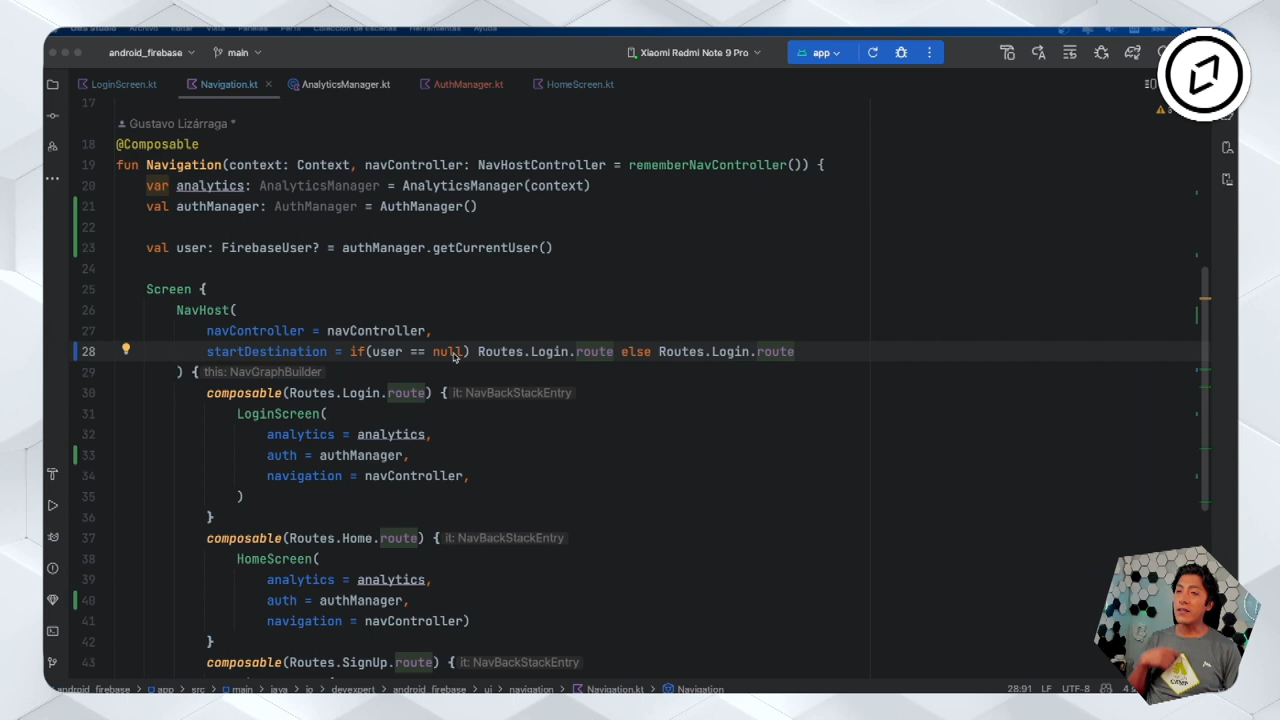 android_firebase main Xiaomi Redmi Note 9 Pro app
LoginScreen.kt Navigation.kt AnalyticsManager.kt AuthManager.kt HomeScreen.kt
17
Gustavo Lizárraga *
18 @Composable
19 fun Navigation(context: Context, navController: NavHostController = rememberNavController()) {
20 var analytics: AnalyticsManager = AnalyticsManager(context)
21 val authManager: AuthManager = AuthManager()
22
23 val user: FirebaseUser? = authManager.getCurrentUser()
24
25 Screen {
26 NavHost(
27 navController = navController,
28 startDestination = if(user == null) Routes.Login.route else Routes.Login.route
29 ) { this: NavGraphBuilder
30 composable(Routes.Login.route) { it: NavBackStackEntry
31 LoginScreen(
32 analytics = analytics,
33 auth = authManager,
34 navigation = navController,
35 )
36 }
37 composable(Routes.Home.route) { it: NavBackStackEntry
38 HomeScreen(
39 analytics = analytics,
40 auth = authManager,
41 navigation = navController)
42 }
43 composable(Routes.SignUp.route) { it: NavBackStackEntry
android_firebase app src main java io devexpert android_firebase ui navigation Navigation.kt Navigation 28:91 LF UTF-8